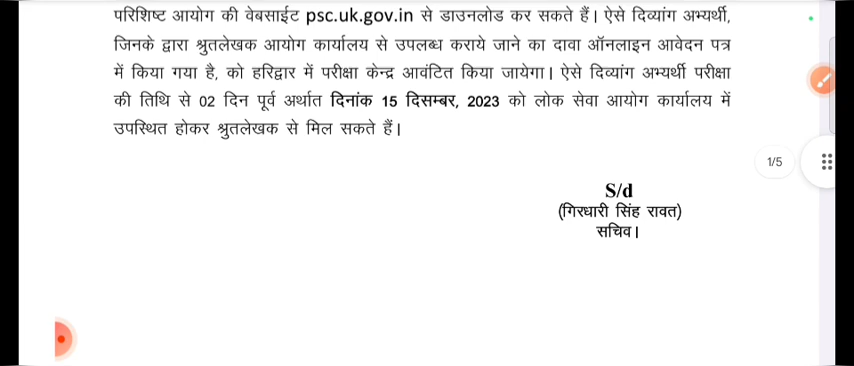 परिशिष्ट आयोग की वेबसाईट psc.uk.gov.in से डाउनलोड कर सकते हैं। ऐसे दिव्यांग अभ्यर्थी,
जिनके द्वारा श्रुतलेखक आयोग कार्यालय से उपलब्ध कराये जाने का दावा ऑनलाइन आवेदन पत्र
में किया गया है, को हरिद्वार में परीक्षा केन्द्र आवंटित किया जायेगा। ऐसे दिव्यांग अभ्यर्थी परीक्षा
की तिथि से 02 दिन पूर्व अर्थात दिनांक 15 दिसम्बर, 2023 को लोक सेवा आयोग कार्यालय में
उपस्थित होकर श्रुतलेखक से मिल सकते हैं।
1/5
S/d
(गिरधारी सिंह रावत)
सचिव।